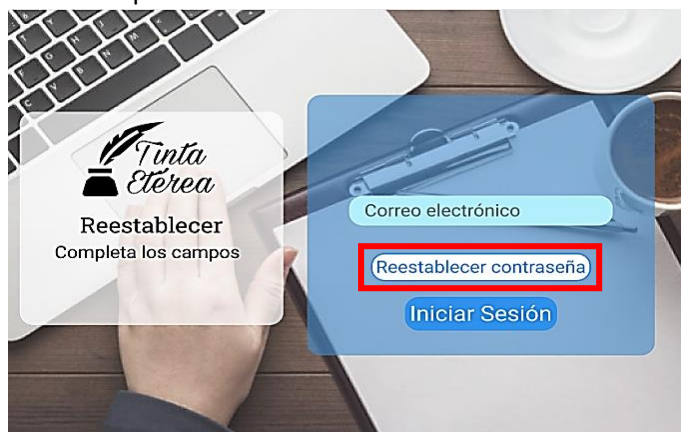 Tinta
Etérea
Reestablecer
Completa los campos
Correo electrónico
Reestablecer contraseña
Iniciar Sesión